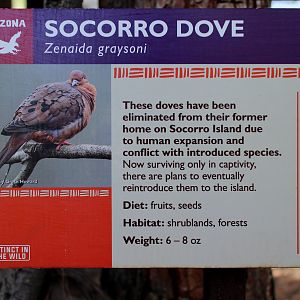 ZONA
SOCORRO DOVE
Zenaida graysoni
These doves have been
eliminated from their former
home on Socorro Island due
to human expansion and
conflict with introduced species.
Now surviving only in captivity,
there are plans to eventually
reintroduce them to the island.
Diet: fruits, seeds
Habitat: shrublands, forests
Weight: 6 – 8 oz
TINCT IN
THE WILD